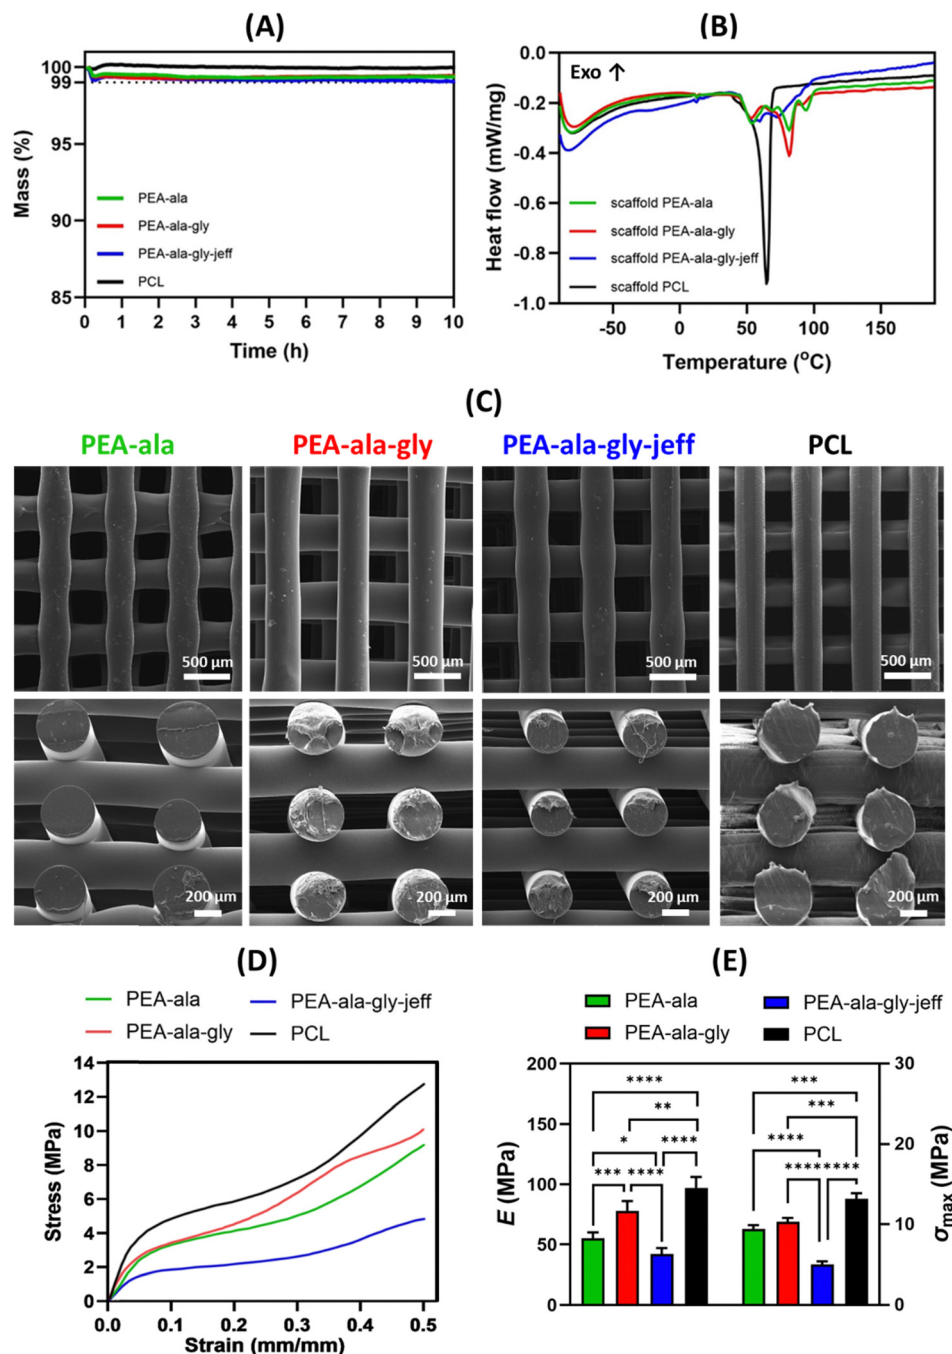 (A)
100
99
95
90
85
Mass (%)
PEA-ala
PEA-ala-gly
PEA-ala-gly-jeff
PCL
0 1 2 3 4 5 6 7 8 9 10
Time (h)
(B)
0.0
-0.2
-0.4
-0.6
-0.8
-1.0
Heat flow (mW/mg)
Exo ↑
scaffold PEA-ala
scaffold PEA-ala-gly
scaffold PEA-ala-gly-jeff
scaffold PCL
-50 0 50 100 150
Temperature (°C)
(C)
PEA-ala PEA-ala-gly PEA-ala-gly-jeff PCL
500 µm 500 µm 500 µm 500 µm
200 µm 200 µm 200 µm 200 µm
(D)
PEA-ala PEA-ala-gly-jeff
PEA-ala-gly PCL
14
12
10
8
6
4
2
0
Stress (MPa)
0.0 0.1 0.2 0.3 0.4 0.5
Strain (mm/mm)
(E)
PEA-ala PEA-ala-gly-jeff
PEA-ala-gly PCL
200
150
100
50
0
E (MPa)
**** ***
** ***
* **** ****
*** **** **** ****
30
20
10
0
σmax (MPa)